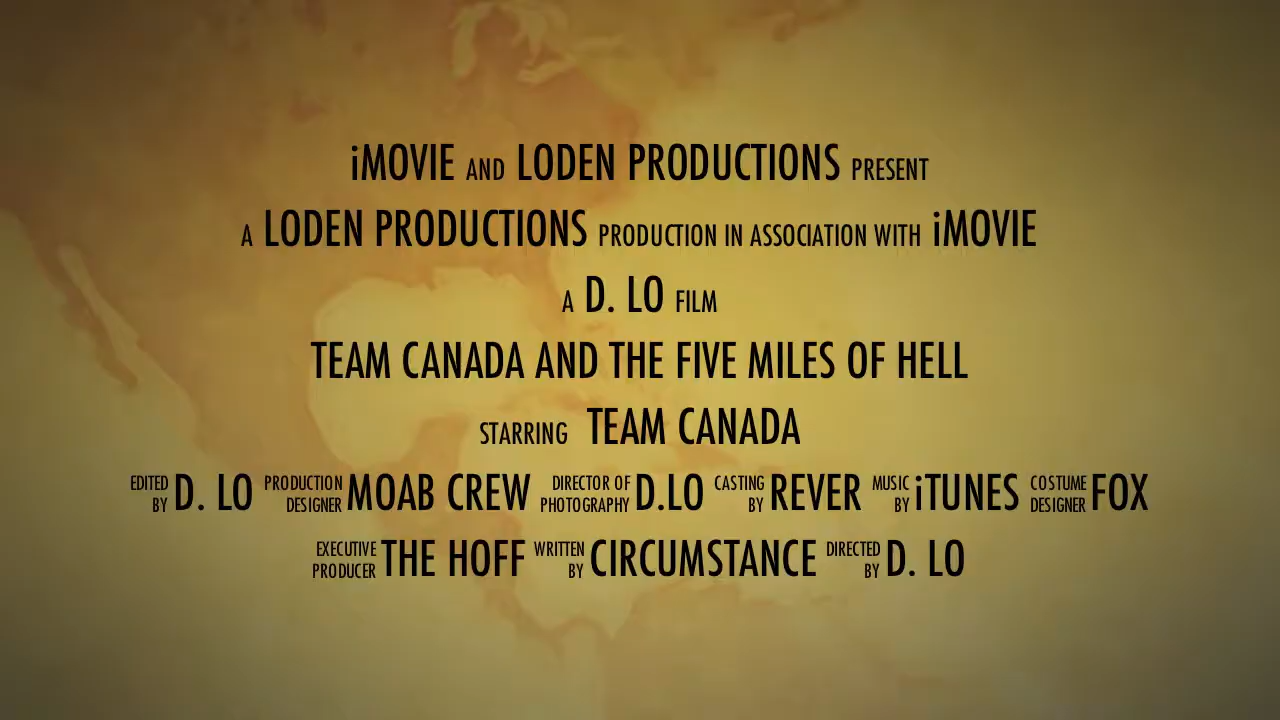 iMOVIE AND LODEN PRODUCTIONS PRESENT
A LODEN PRODUCTIONS PRODUCTION IN ASSOCIATION WITH iMOVIE
A D. LO FILM
TEAM CANADA AND THE FIVE MILES OF HELL
STARRING TEAM CANADA
EDITED BY D. LO PRODUCTION DESIGNER MOAB CREW DIRECTOR OF PHOTOGRAPHY D.LO CASTING BY REVER MUSIC BY iTUNES COSTUME DESIGNER FOX
EXECUTIVE PRODUCER THE HOFF WRITTEN BY CIRCUMSTANCE DIRECTED BY D. LO